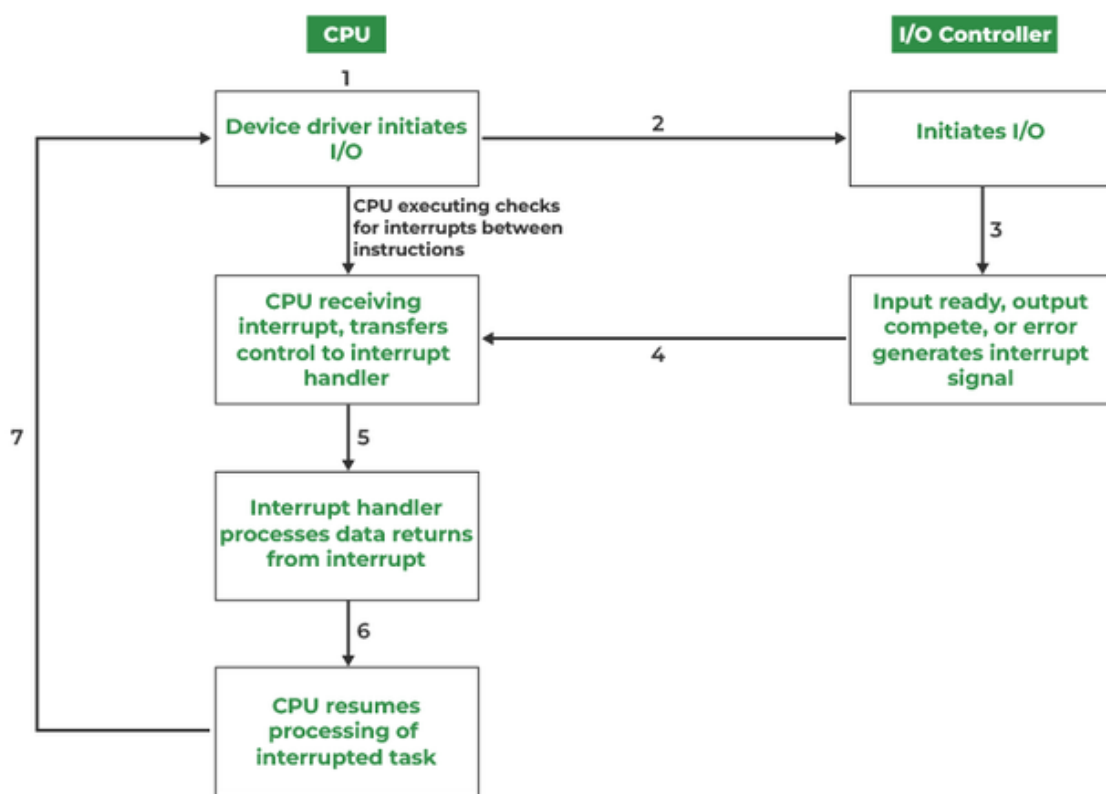 CPU
I/O Controller
1
Device driver initiates
I/O
2
Initiates I/O
CPU executing checks
for interrupts between
instructions
3
CPU receiving
interrupt, transfers
control to interrupt
handler
4
Input ready, output
compete, or error
generates interrupt
signal
5
7
Interrupt handler
processes data returns
from interrupt
6
CPU resumes
processing of
interrupted task